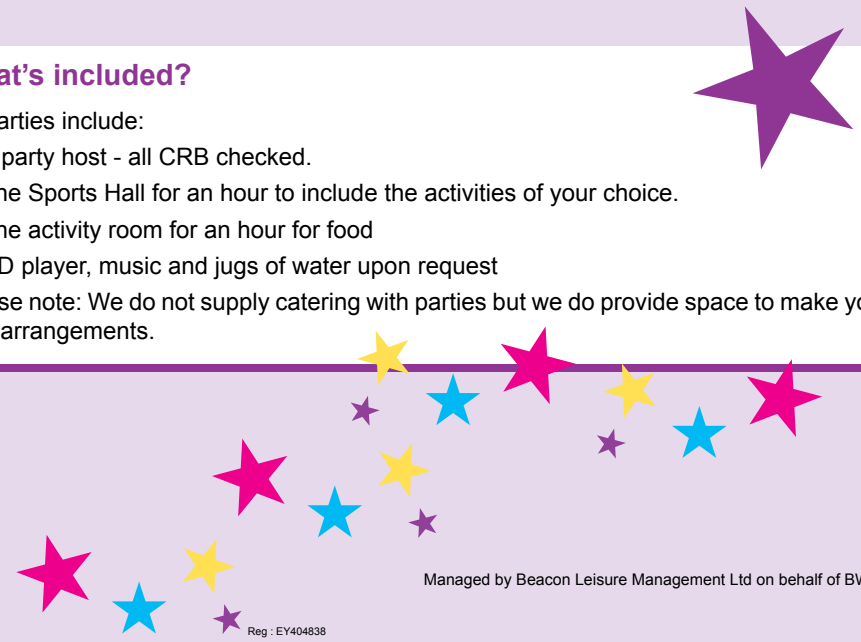 at's included?
arties include:
party host - all CRB checked.
he Sports Hall for an hour to include the activities of your choice.
he activity room for an hour for food
D player, music and jugs of water upon request
se note: We do not supply catering with parties but we do provide space to make yo
arrangements.
Managed by Beacon Leisure Management Ltd on behalf of BW
Reg : EY404838